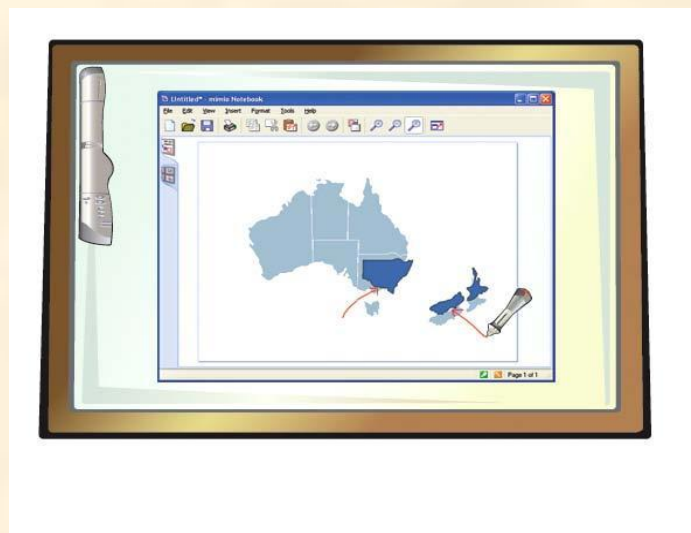 Untitled* - mimio Notebook
File Edit View Insert Format Tools Help
Page 1 of 1